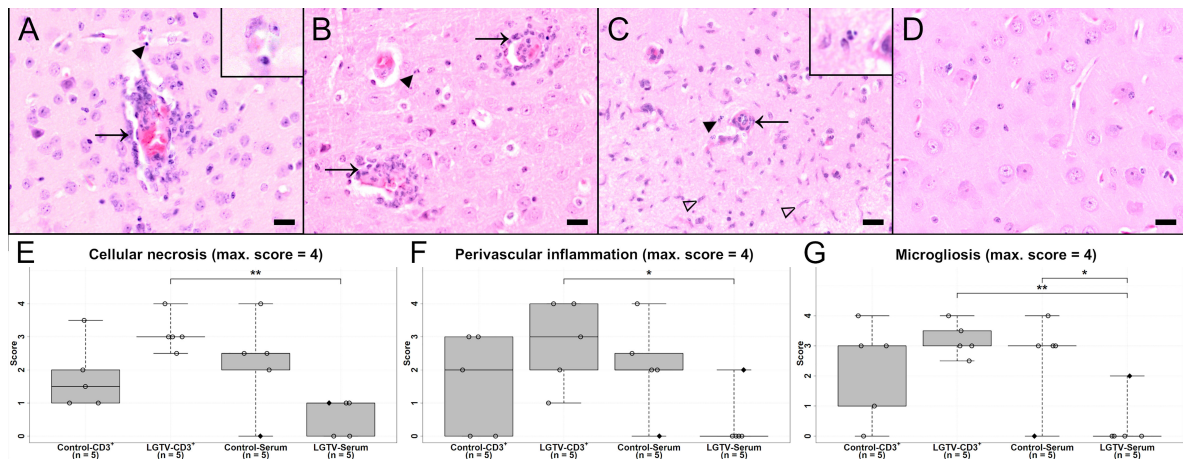 A
B
C
D
E
Cellular necrosis (max. score = 4)
**
Score
4
3
2
1
0
Control-CD3⁺
(n = 5)
LGTV-CD3⁺
(n = 5)
Control-Serum
(n = 5)
LGTV-Serum
(n = 5)
F
Perivascular inflammation (max. score = 4)
*
Score
4
3
2
1
0
Control-CD3⁺
(n = 5)
LGTV-CD3⁺
(n = 5)
Control-Serum
(n = 5)
LGTV-Serum
(n = 5)
G
Microgliosis (max. score = 4)
*
**
Score
4
3
2
1
0
Control-CD3⁺
(n = 5)
LGTV-CD3⁺
(n = 5)
Control-Serum
(n = 5)
LGTV-Serum
(n = 5)